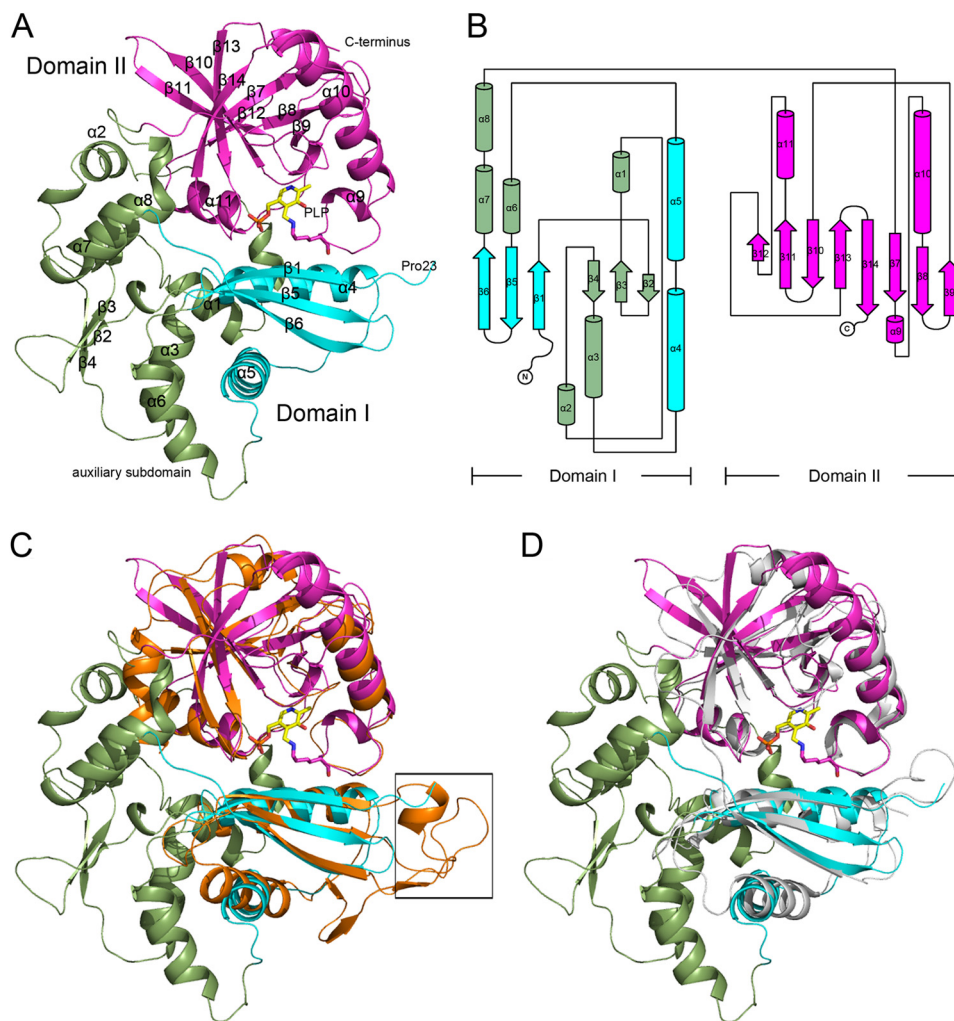 A
β13
C-terminus
Domain II
β10
β14
β11
β7
α10
β8
β12
β9
α2
α8
α11
α9
PLP
α7
Pro23
β1
α4
α1
β5
β3
β6
β2
α3
β4
α5
α6
Domain I
auxiliary subdomain
B
α8
α11
α1
α10
α7
α6
α5
β12
β11
β10
β13
β14
β7
β8
β9
β6
β5
β1
β4
β3
β2
α9
C
α3
α4
N
α2
Domain I
Domain II
C
D